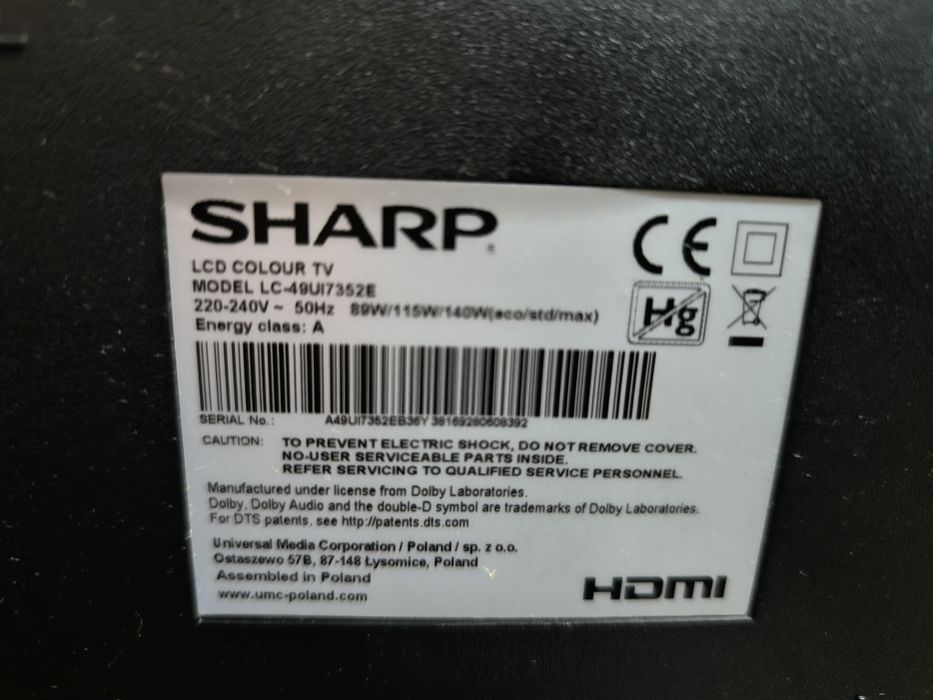 SHARP
LCD COLOUR TV
MODEL LC-49UI7352E
220-240V ~ 50Hz 89W/115W/140W(eco/std/max)
Energy class: A
CE
Hg
SERIAL No.: A49UI7352EB36Y 38169280608392
CAUTION: TO PREVENT ELECTRIC SHOCK, DO NOT REMOVE COVER.
NO-USER SERVICEABLE PARTS INSIDE.
REFER SERVICING TO QUALIFIED SERVICE PERSONNEL.
Manufactured under license from Dolby Laboratories.
Dolby, Dolby Audio and the double-D symbol are trademarks of Dolby Laboratories.
For DTS patents, see http://patents.dts.com
Universal Media Corporation / Poland / sp. z o.o.
Ostaszewo 57B, 87-148 Łysomice, Poland
Assembled in Poland
www.umc-poland.com
HDMI